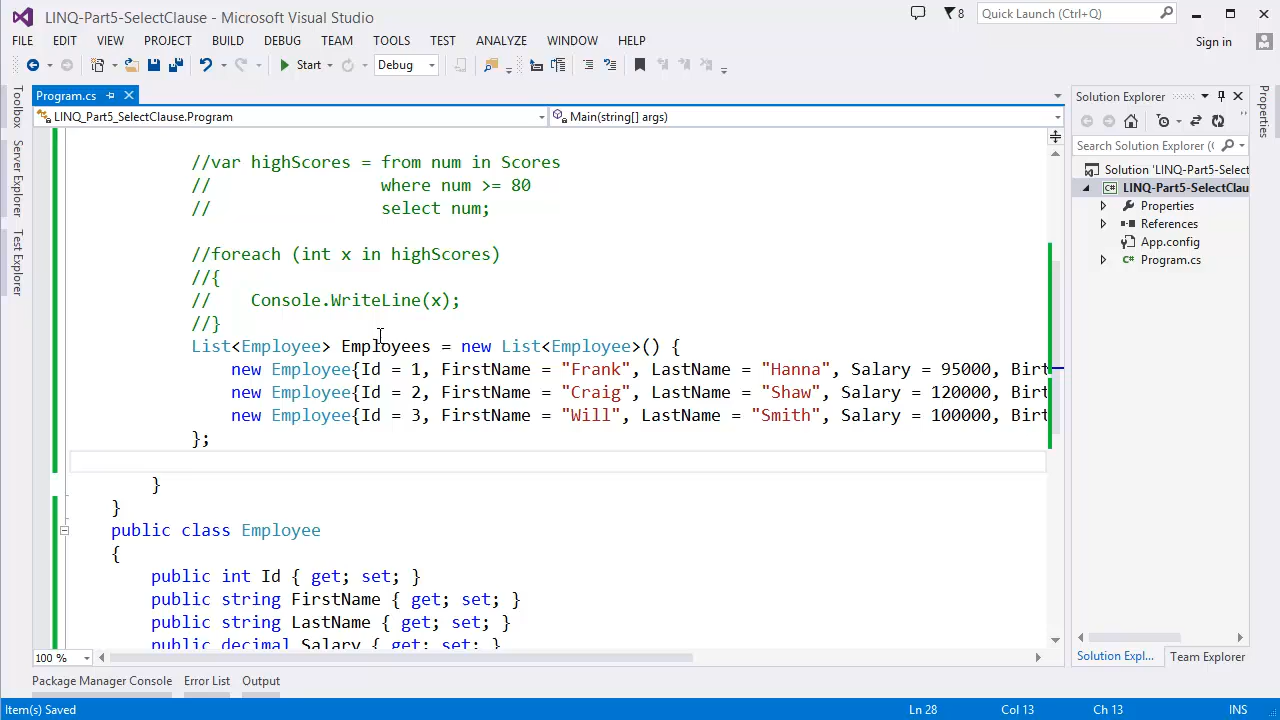 LINQ-Part5-SelectClause - Microsoft Visual Studio
8
Quick Launch (Ctrl+Q)
FILE EDIT VIEW PROJECT BUILD DEBUG TEAM TOOLS TEST ANALYZE WINDOW HELP
Sign in
Start Debug
Toolbox
Server Explorer
Test Explorer
Program.cs
LINQ_Part5_SelectClause.Program Main(string[] args)
//var highScores = from num in Scores
// where num >= 80
// select num;
//foreach (int x in highScores)
//{
// Console.WriteLine(x);
//}
List<Employee> Employees = new List<Employee>() {
new Employee{Id = 1, FirstName = "Frank", LastName = "Hanna", Salary = 95000, Birt
new Employee{Id = 2, FirstName = "Craig", LastName = "Shaw", Salary = 120000, Birt
new Employee{Id = 3, FirstName = "Will", LastName = "Smith", Salary = 100000, Birt
};
}
}
public class Employee
{
public int Id { get; set; }
public string FirstName { get; set; }
public string LastName { get; set; }
public decimal Salary { get; set; }
100 %
Solution Explorer
Search Solution Explorer (
Solution 'LINQ-Part5-Select
C# LINQ-Part5-SelectClau
Properties
References
App.config
C# Program.cs
Solution Expl... Team Explorer
Properties
Package Manager Console Error List Output
Item(s) Saved Ln 28 Col 13 Ch 13 INS